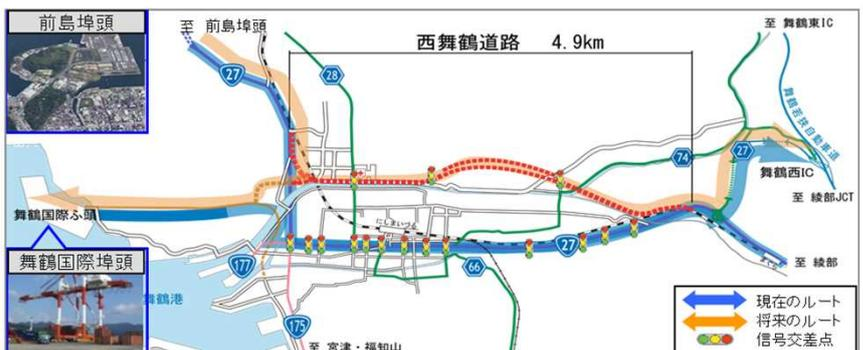 前島埠頭
至 前島埠頭
西舞鶴道路 4.9km
至 舞鶴東IC
27
28
舞鶴若狭自動車道
74
27
舞鶴西IC
至 綾部JCT
舞鶴国際ふ頭
にしまいづる
27
至 綾部
舞鶴国際埠頭
177
66
舞鶴港
175
至 宮津・福知山
現在のルート
将来のルート
信号交差点